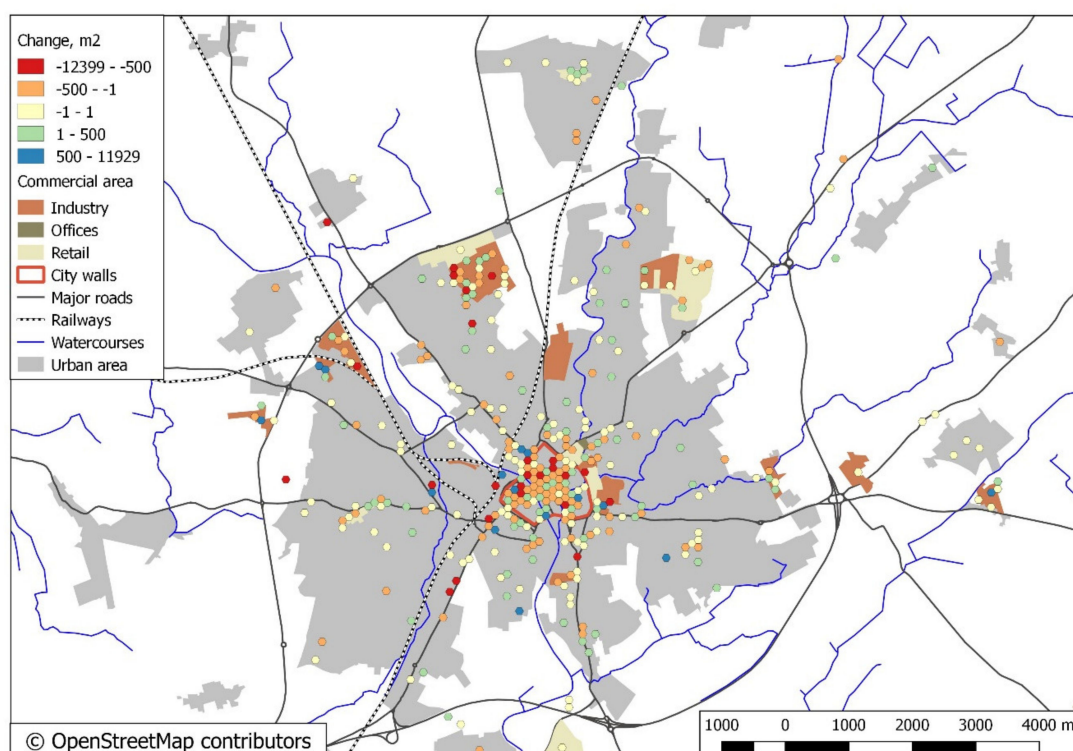 Change, m2
-12399 - -500
-500 - -1
-1 - 1
1 - 500
500 - 11929
Commercial area
Industry
Offices
Retail
City walls
Major roads
Railways
Watercourses
Urban area
© OpenStreetMap contributors
1000 0 1000 2000 3000 4000 m